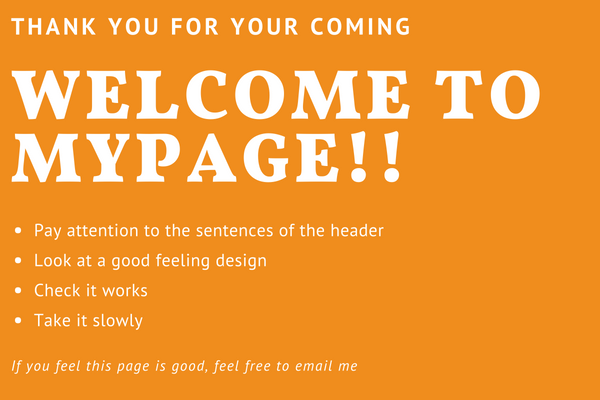 THANK YOU FOR YOUR COMING
WELCOME TO
MYPAGE!!
• Pay attention to the sentences of the header
• Look at a good feeling design
• Check it works
• Take it slowly
If you feel this page is good, feel free to email me